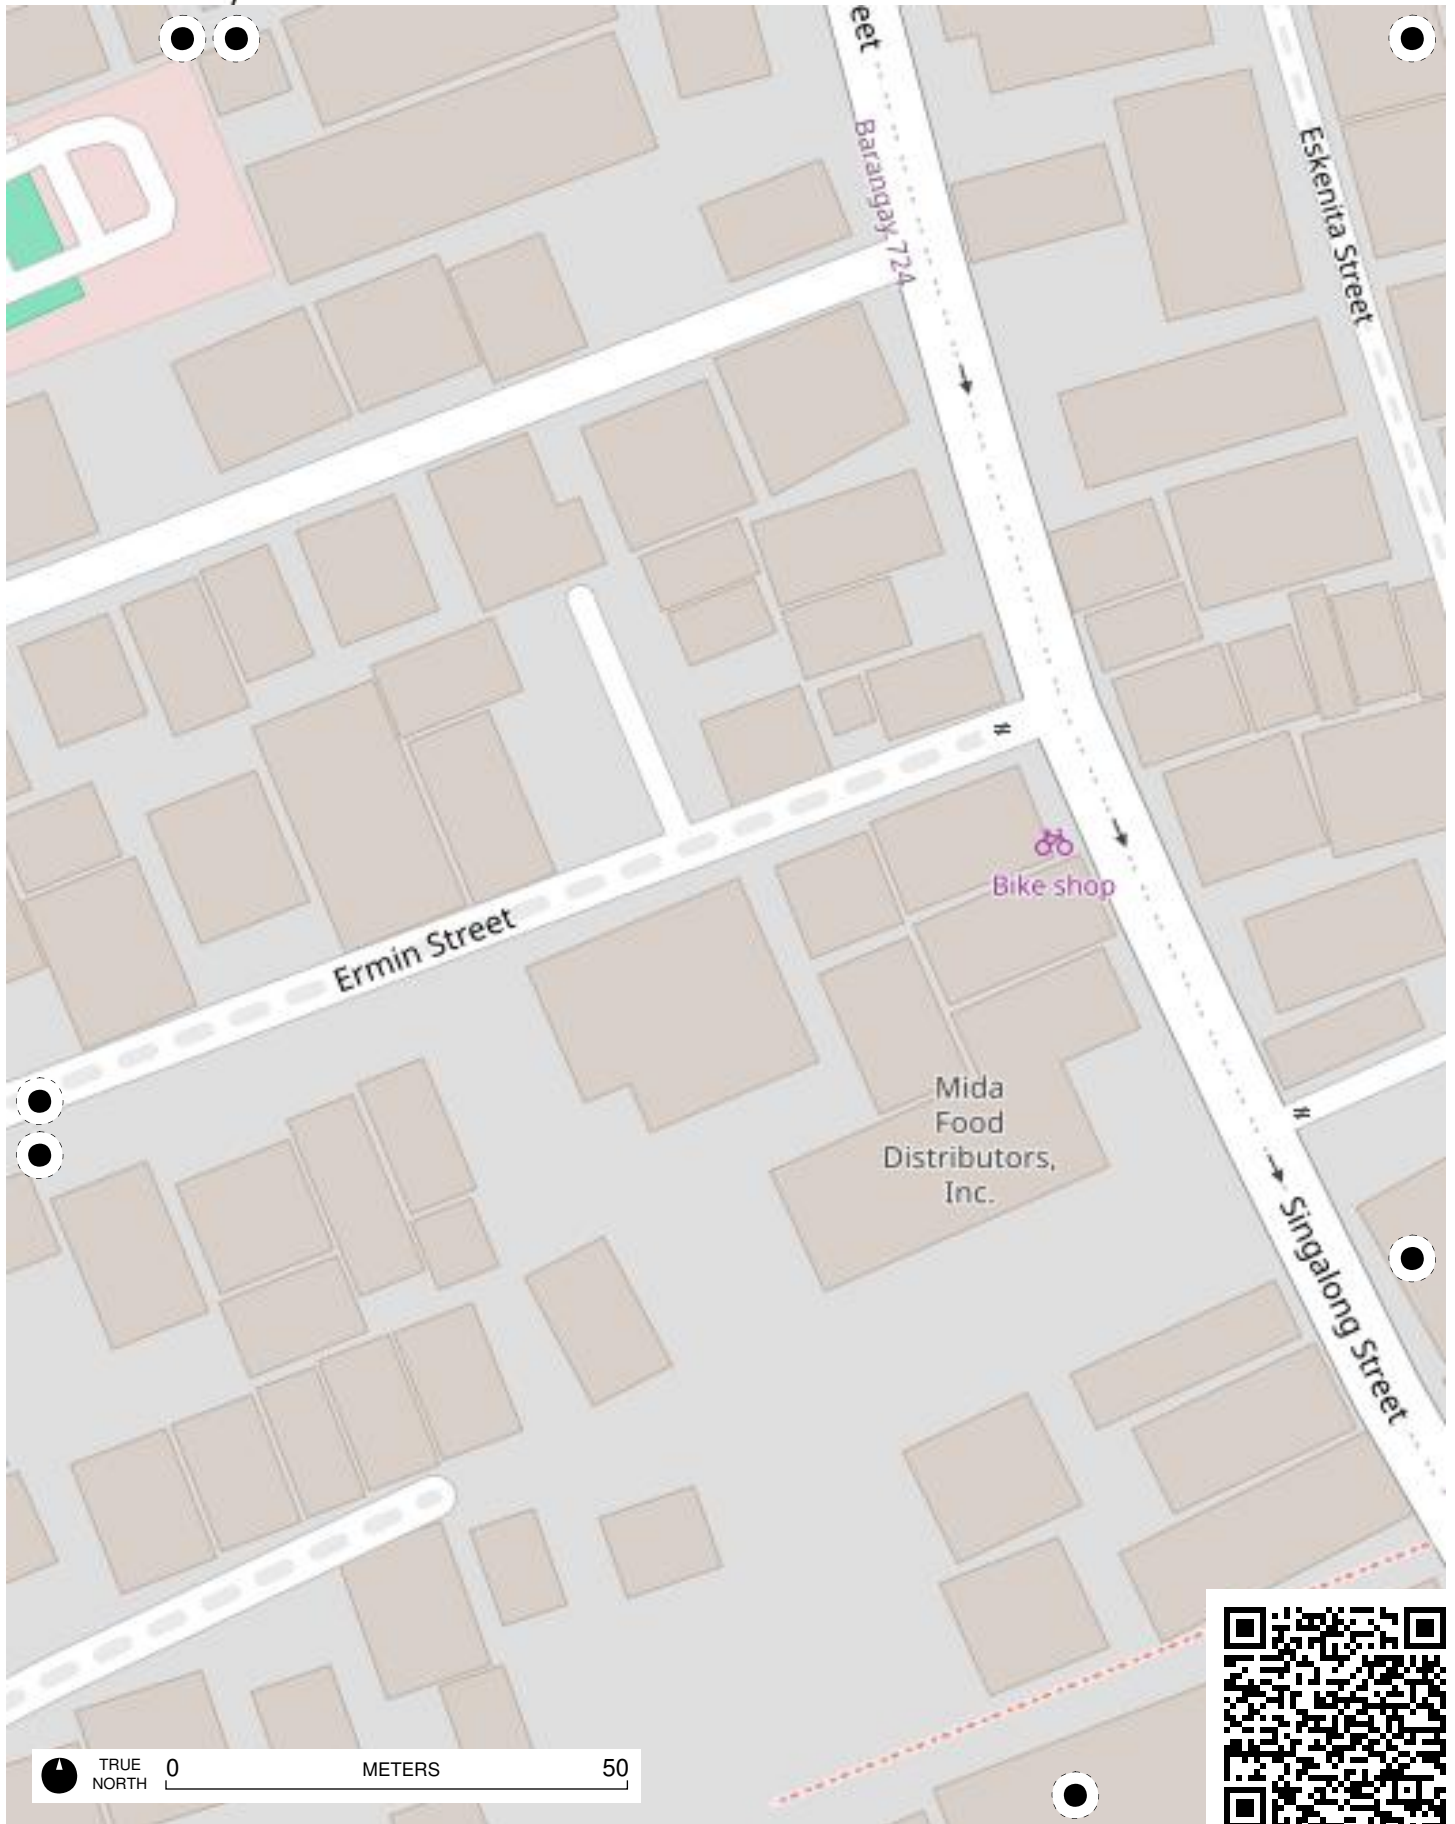 eet
Barangay 724
Eskenita Street
Ermin Street
Bike shop
Mida
Food
Distributors,
Inc.
Singalong Street
TRUE
NORTH
0
METERS
50